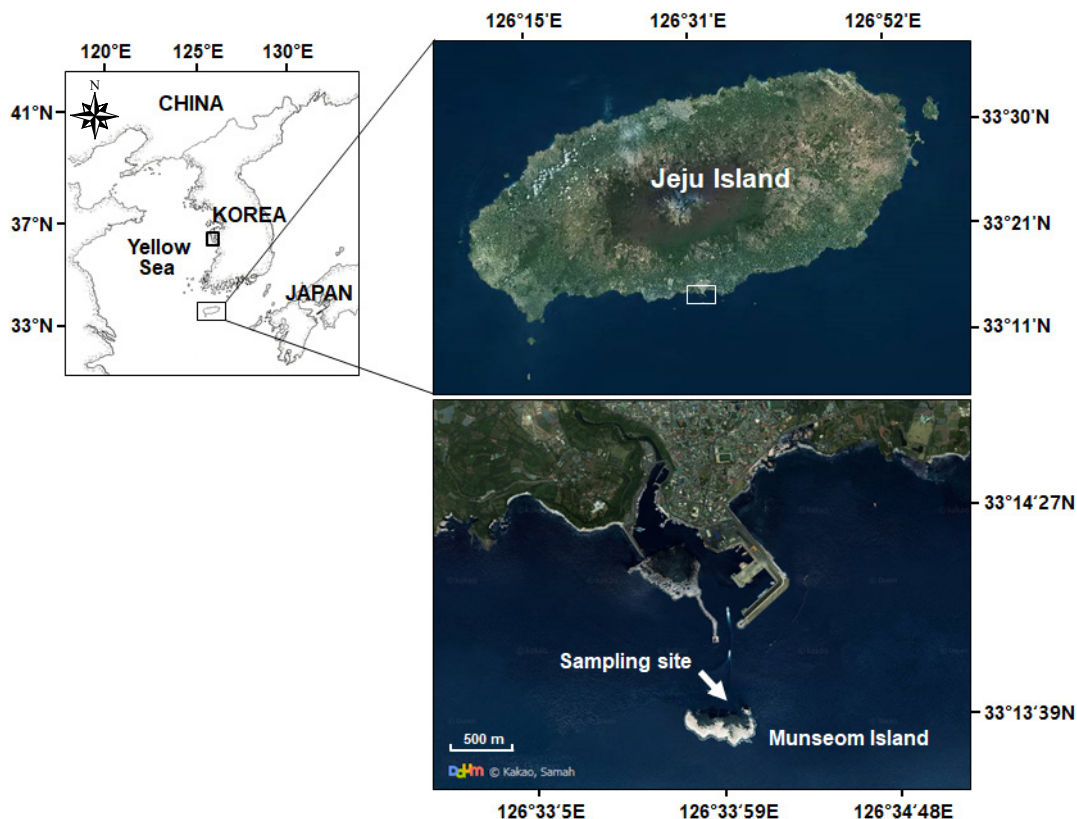 126°15'E 126°31'E 126°52'E
120°E 125°E 130°E
N
41°N
CHINA
33°30'N
Jeju Island
KOREA
37°N
33°21'N
Yellow
Sea
JAPAN
33°N
33°11'N
33°14'27N
Sampling site
33°13'39N
Munseom Island
500 m
Daum © Kakao, Samah
126°33'5E 126°33'59E 126°34'48E